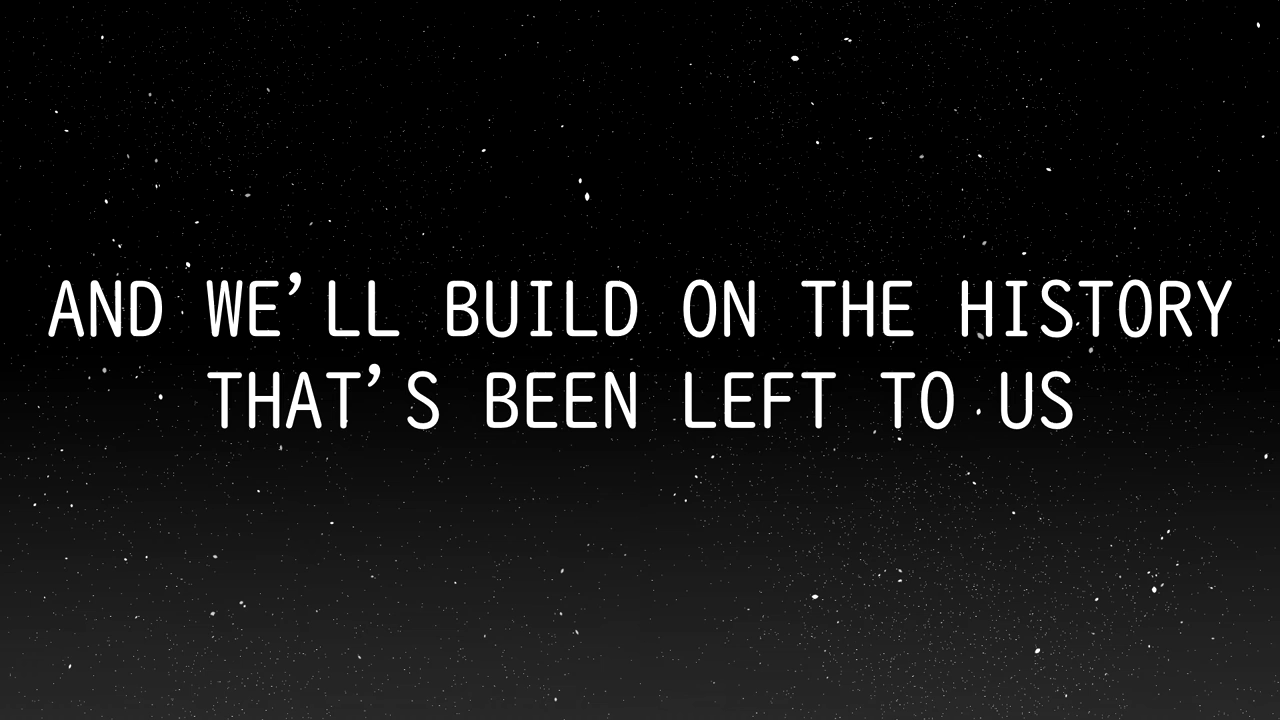 AND WE’LL BUILD ON THE HISTORY
THAT’S BEEN LEFT TO US